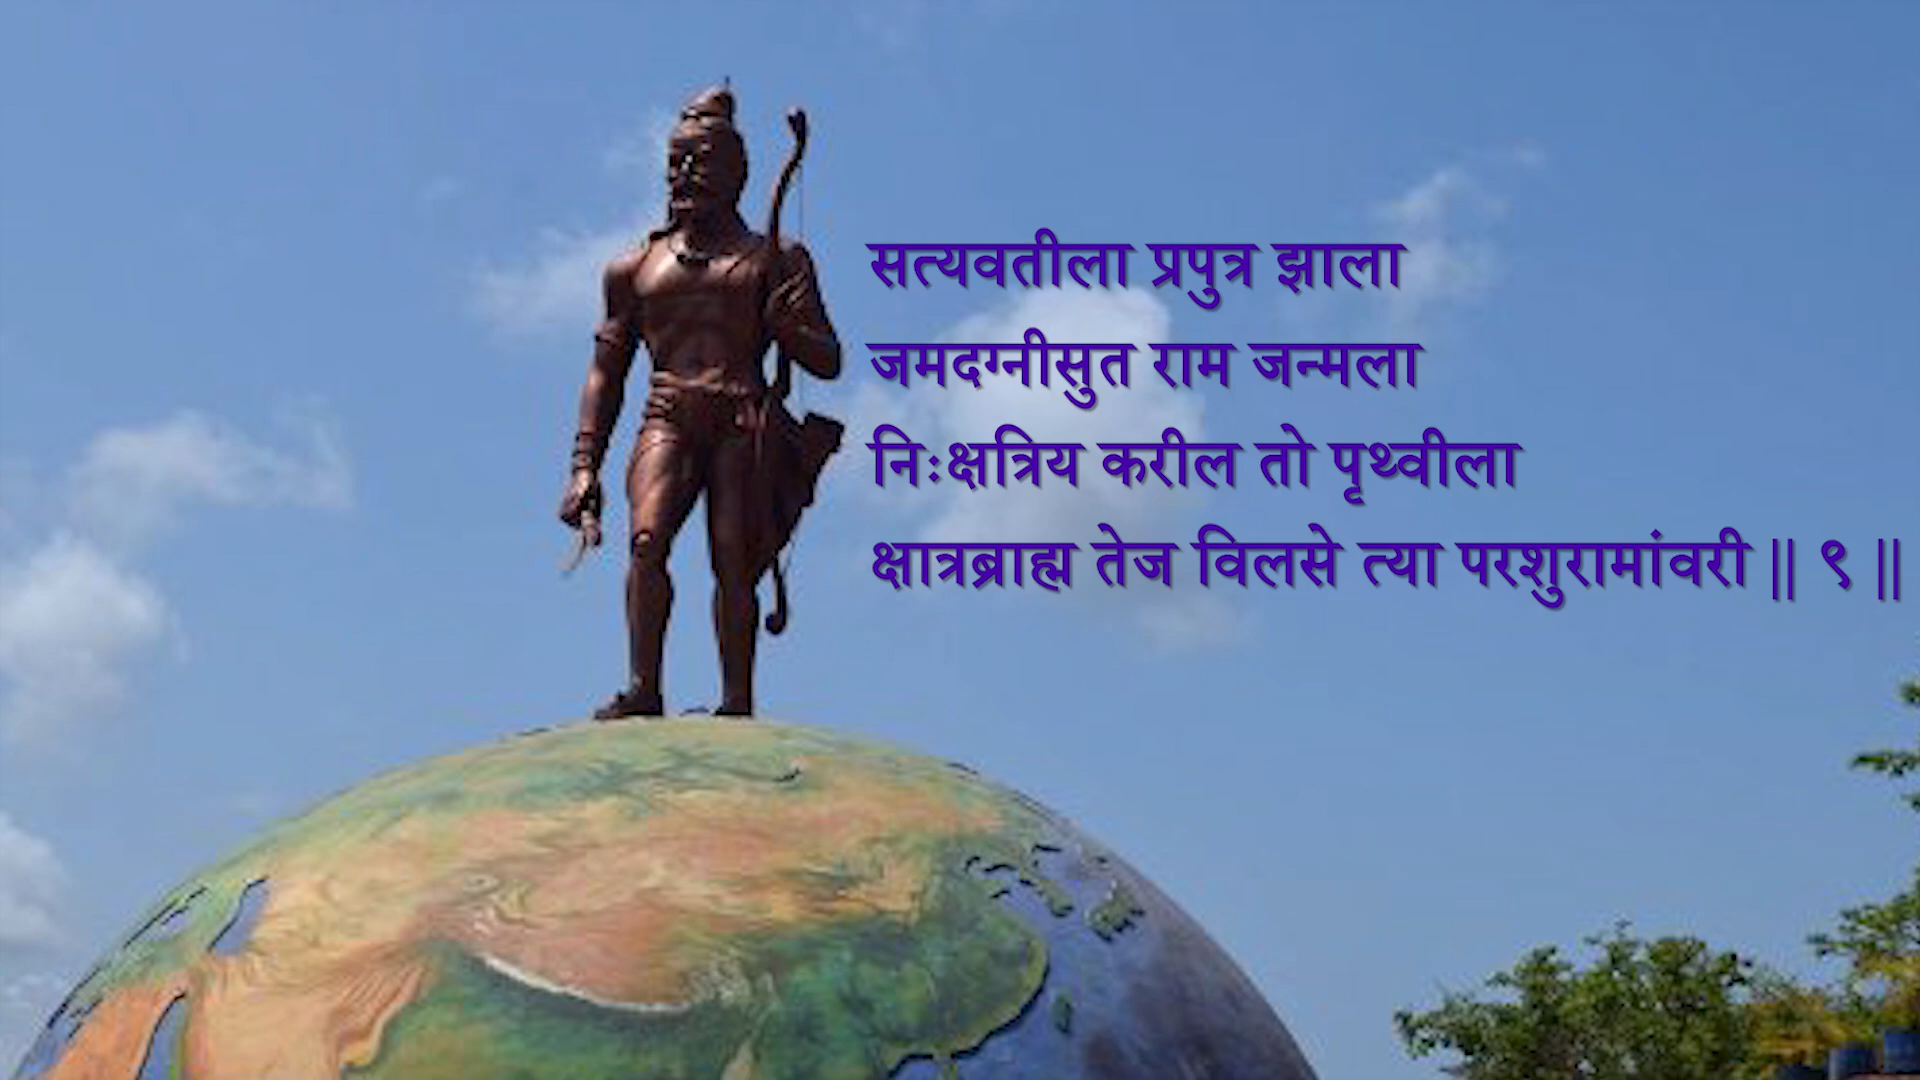 सत्यवतीला प्रपुत्र झाला
जमदग्नीसुत राम जन्मला
निःक्षत्रिय करील तो पृथ्वीला
क्षात्रब्राह्म तेज विलसे त्या परशुरामांवरी || ९ ||